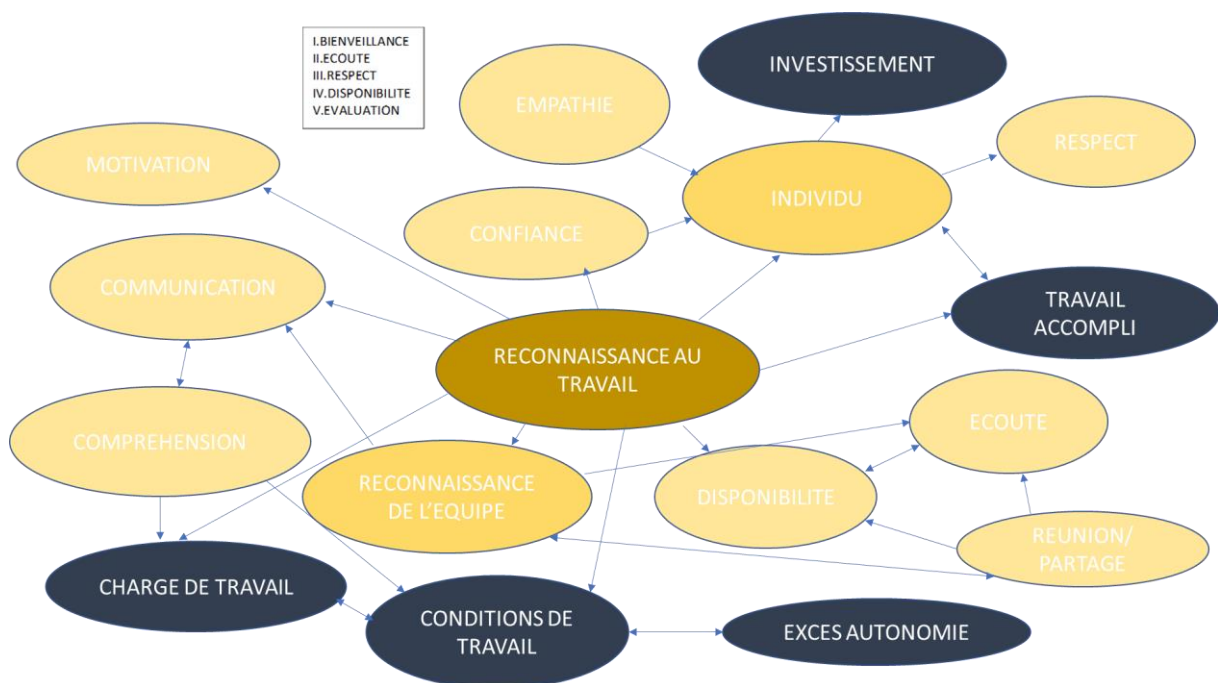 I.BIENVEILLANCE
II.ECOUTE
III.RESPECT
IV.DISPONIBILITE
V.EVALUATION
INVESTISSEMENT
EMPATHIE
RESPECT
MOTIVATION
INDIVIDU
CONFIANCE
COMMUNICATION
TRAVAIL
ACCOMPLI
RECONNAISSANCE AU
TRAVAIL
ECOUTE
COMPREHENSION
RECONNAISSANCE
DE L'EQUIPE
DISPONIBILITE
REUNION/
PARTAGE
CHARGE DE TRAVAIL
CONDITIONS DE
TRAVAIL
EXCES AUTONOMIE